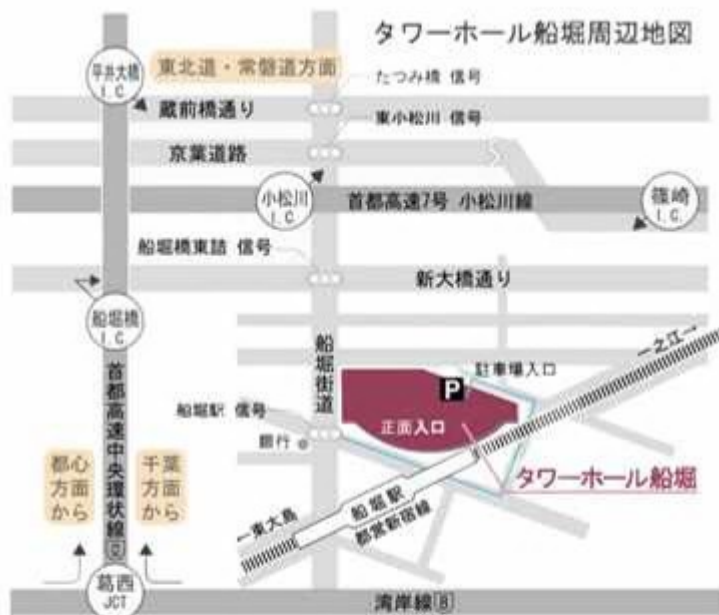 タワーホール船堀周辺地図
平井大橋
I.C
東北道・常磐道方面
たつみ橋 信号
蔵前橋通り
東小松川 信号
京葉道路
小松川
I.C.
首都高速7号 小松川線
篠崎
I.C.
船堀橋東詰 信号
新大橋通り
船堀橋
I.C.
船堀街道
一之江→
駐車場入口
P
首都高速中央環状線
船堀駅 信号
正面入口
銀行
都心
方面
から
千葉
方面
から
タワーホール船堀
船堀駅
←東大島
都営新宿線
葛西
JCT
湾岸線B